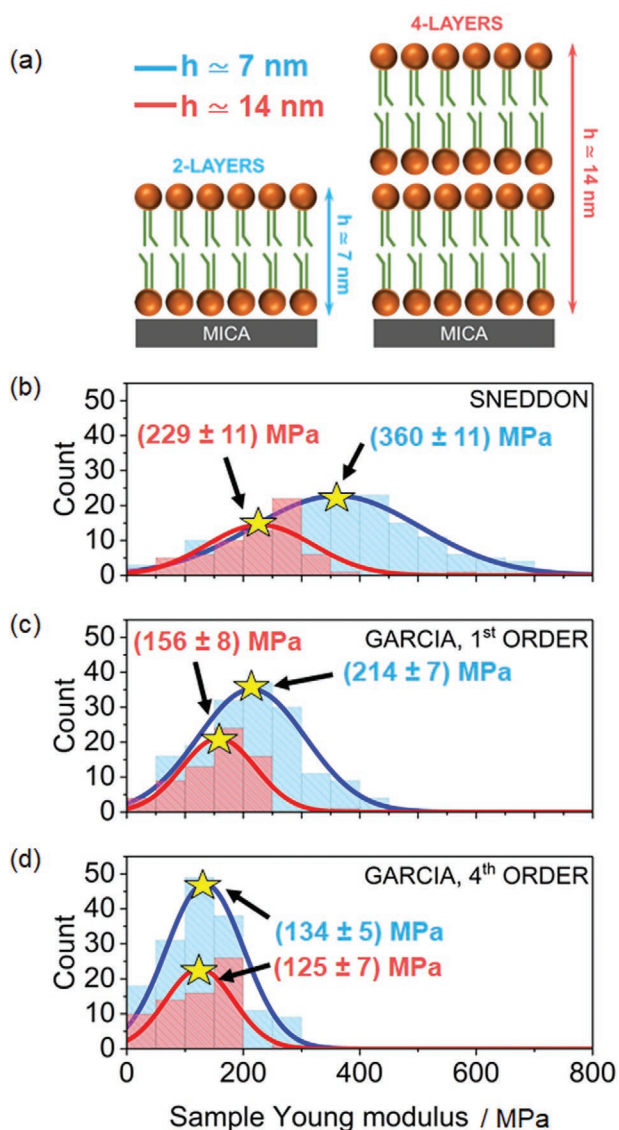 (a)
h ≃ 7 nm
h ≃ 14 nm
2-LAYERS
h ≃ 7 nm
MICA
4-LAYERS
h ≃ 14 nm
MICA
(b)
SNEDDON
(229 ± 11) MPa
(360 ± 11) MPa
Count
50
40
30
20
10
0
(c)
GARCIA, 1st ORDER
(156 ± 8) MPa
(214 ± 7) MPa
Count
50
40
30
20
10
0
(d)
GARCIA, 4th ORDER
(134 ± 5) MPa
(125 ± 7) MPa
Count
50
40
30
20
10
0
0 200 400 600 800
Sample Young modulus / MPa